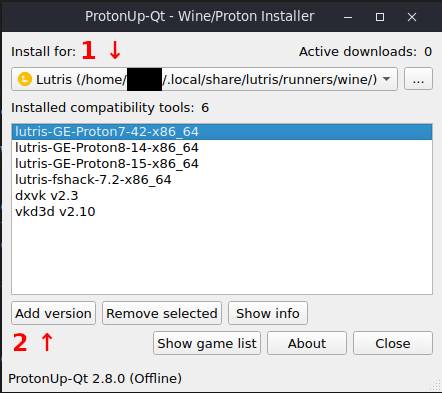 ProtonUp-Qt - Wine/Proton Installer
Install for: 1 ↓ Active downloads: 0
Lutris (/home/ /.local/share/lutris/runners/wine/) ...
Installed compatibility tools: 6
lutris-GE-Proton7-42-x86_64
lutris-GE-Proton8-14-x86_64
lutris-GE-Proton8-15-x86_64
lutris-fshack-7.2-x86_64
dxvk v2.3
vkd3d v2.10
Add version Remove selected Show info
2 ↑ Show game list About Close
ProtonUp-Qt 2.8.0 (Offline)